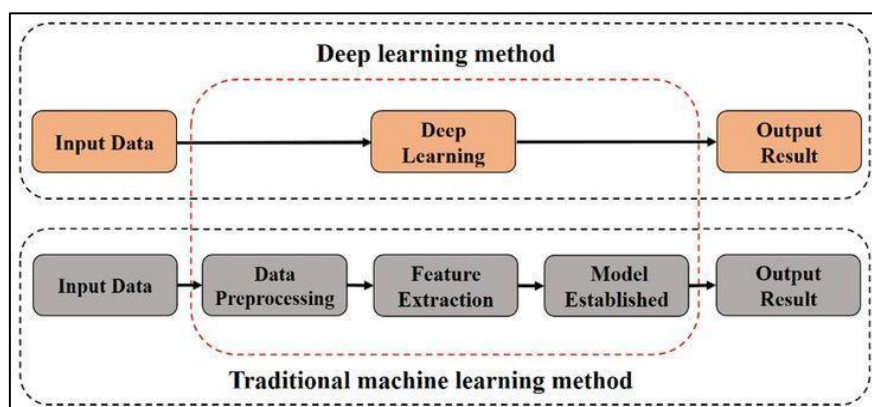 Deep learning method
Input Data
Deep
Learning
Output
Result
Input Data
Data
Preprocessing
Feature
Extraction
Model
Established
Output
Result
Traditional machine learning method